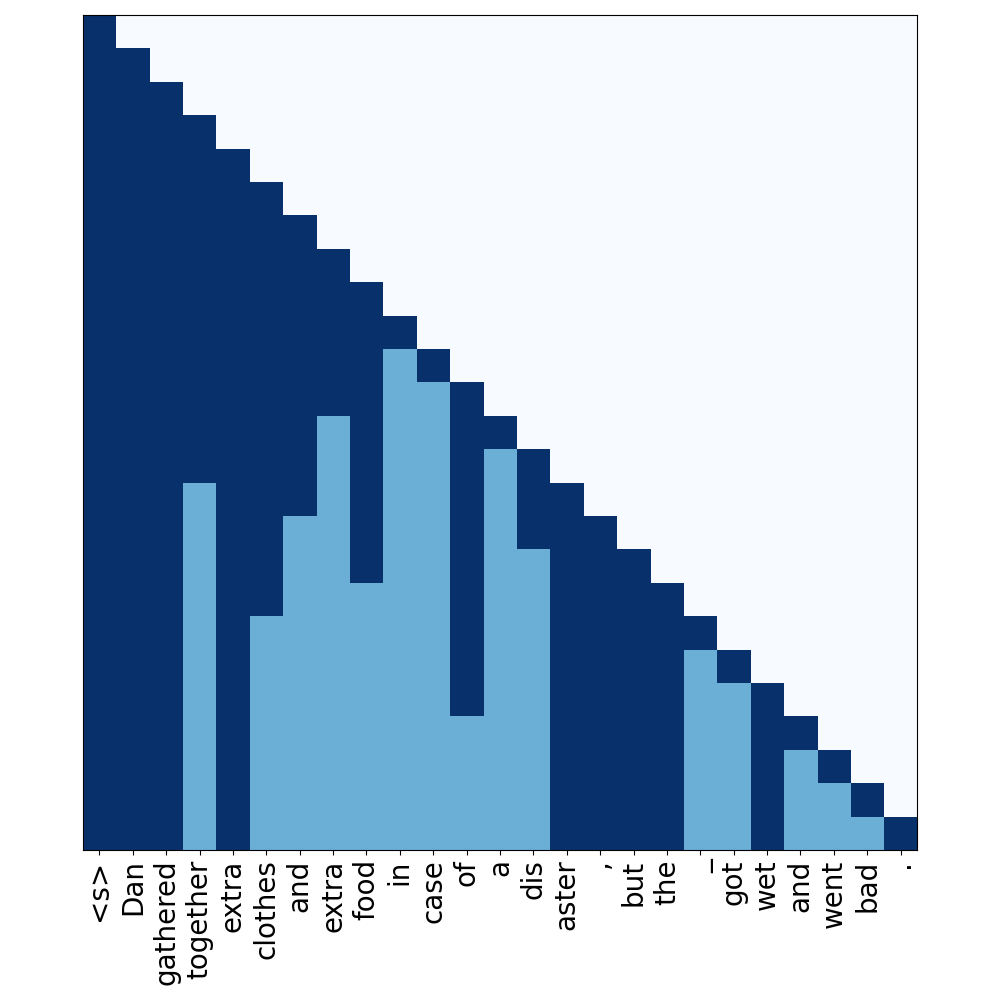 <s> Dan gathered together extra clothes and extra food in case of a dis aster , but the _ got wet and went bad .